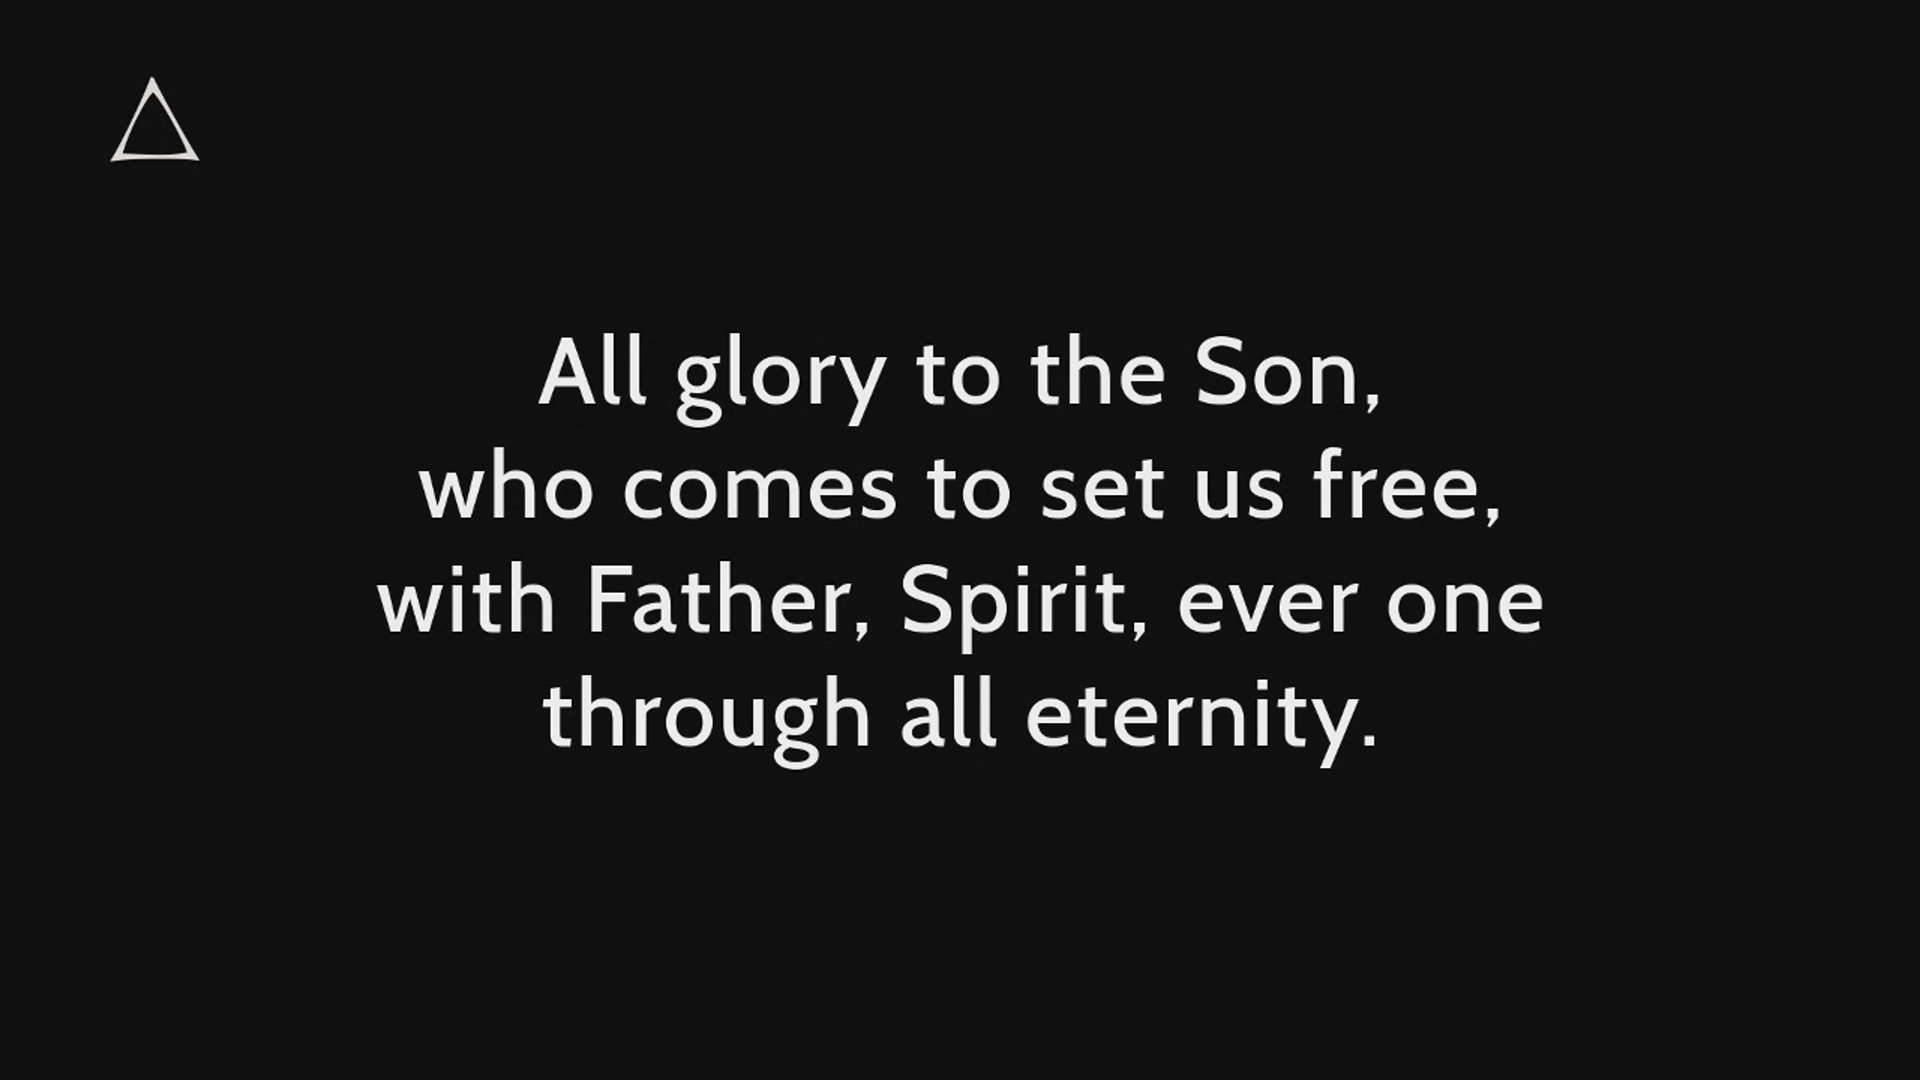 All glory to the Son,
who comes to set us free,
with Father, Spirit, ever one
through all eternity.